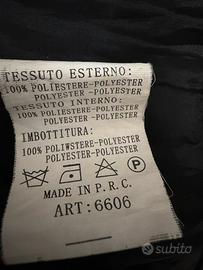 TESSUTO ESTERNO:
100% POLIESTERE-POLYESTER
POLYESTER-POLYESTER
TESSUTO INTERNO:
100% POLIESTERE-POLYESTER
POLYESTER-POLYESTER
IMBOTTITURA:
100% POLIWSTERE-POLYESTER
POLYESTER-POLYESTER
P
MADE IN P.R.C.
ART:6606
subito